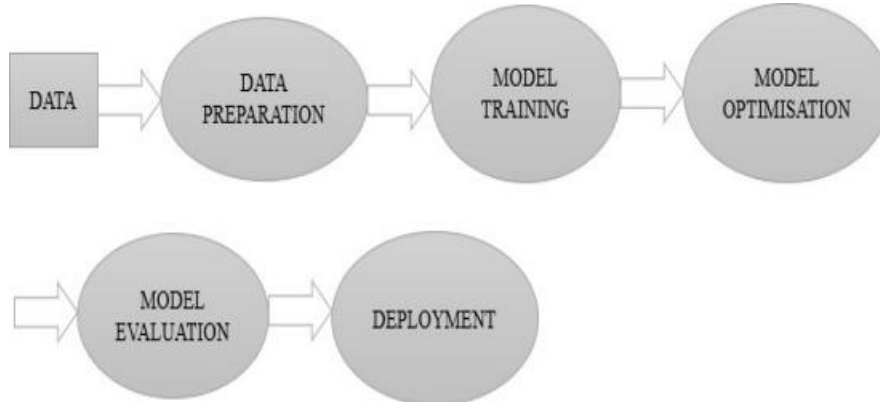 DATA
DATA
PREPARATION
MODEL
TRAINING
MODEL
OPTIMISATION
MODEL
EVALUATION
DEPLOYMENT